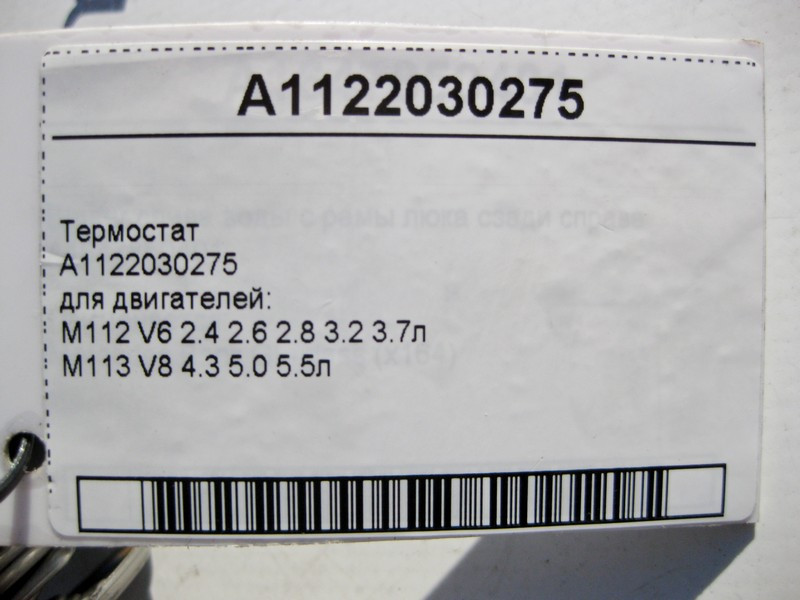 A1122030275
Термостат
A1122030275
для двигателей:
M112 V6 2.4 2.6 2.8 3.2 3.7л
M113 V8 4.3 5.0 5.5л